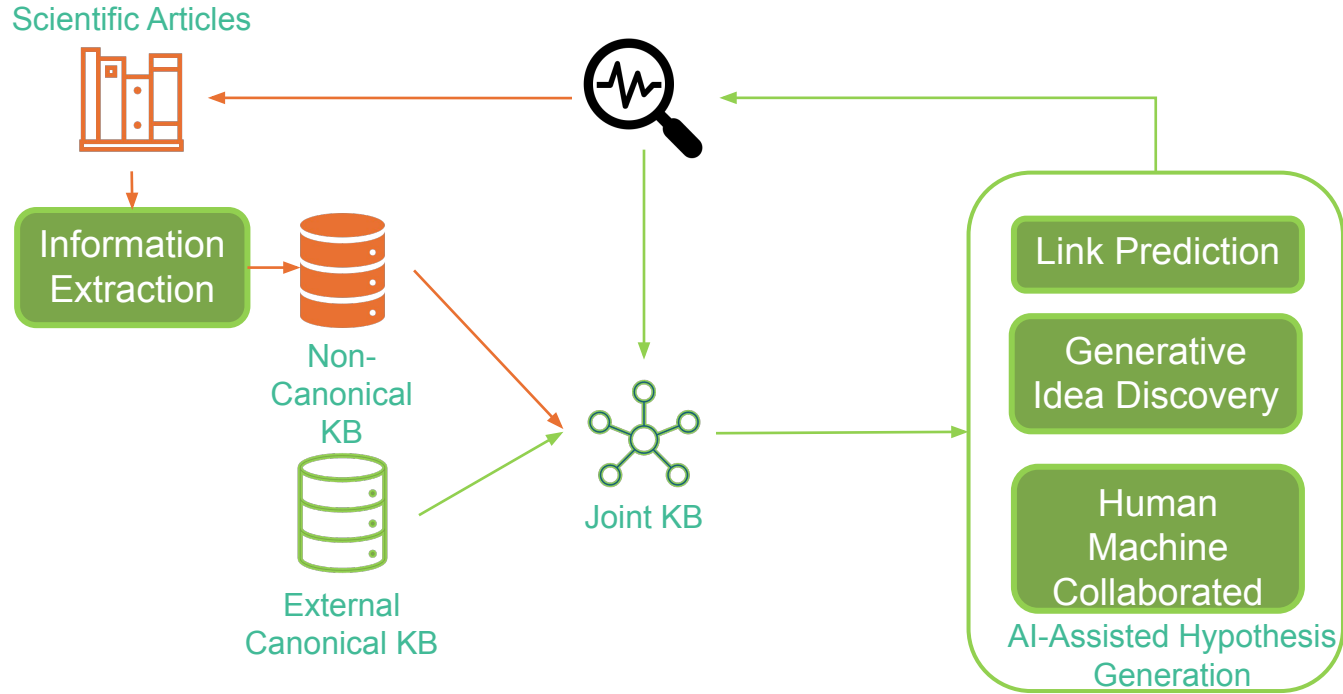 Scientific Articles
Information
Extraction
Non-
Canonical
KB
External
Canonical KB
Joint KB
Link Prediction
Generative
Idea Discovery
Human
Machine
Collaborated
AI-Assisted Hypothesis
Generation